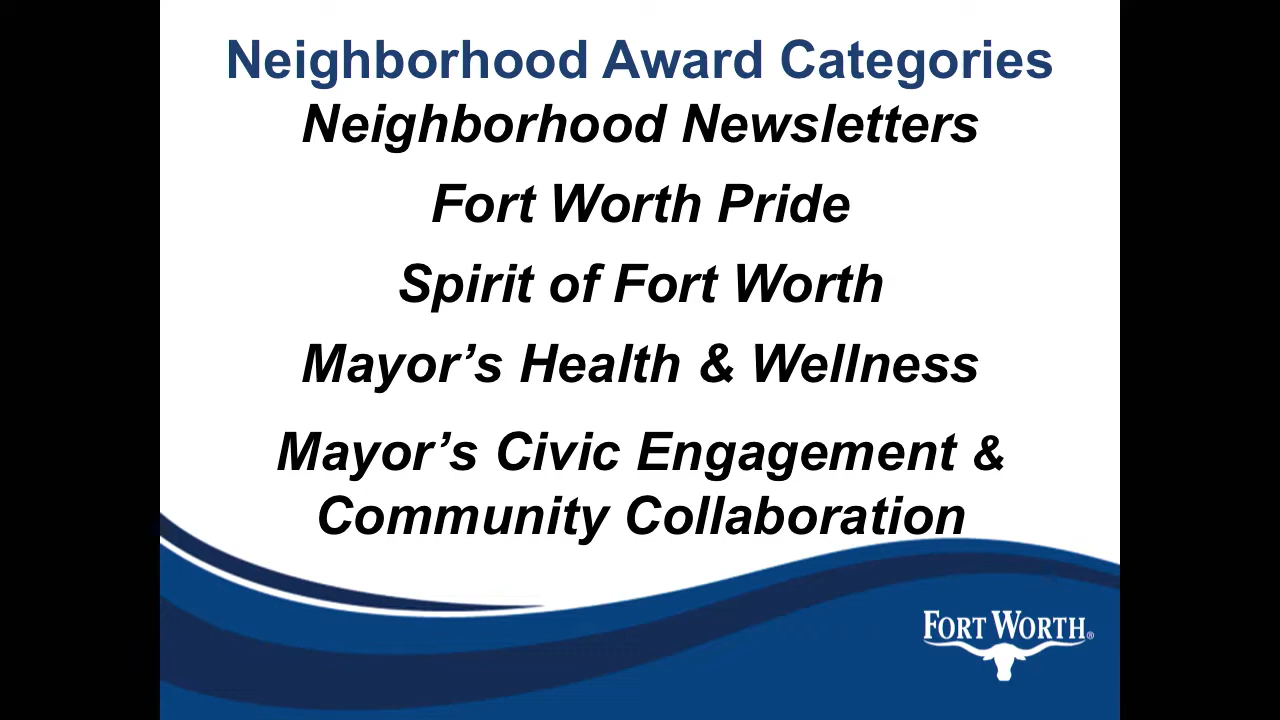 Neighborhood Award Categories
Neighborhood Newsletters
Fort Worth Pride
Spirit of Fort Worth
Mayor’s Health & Wellness
Mayor’s Civic Engagement &
Community Collaboration
FORT WORTH®